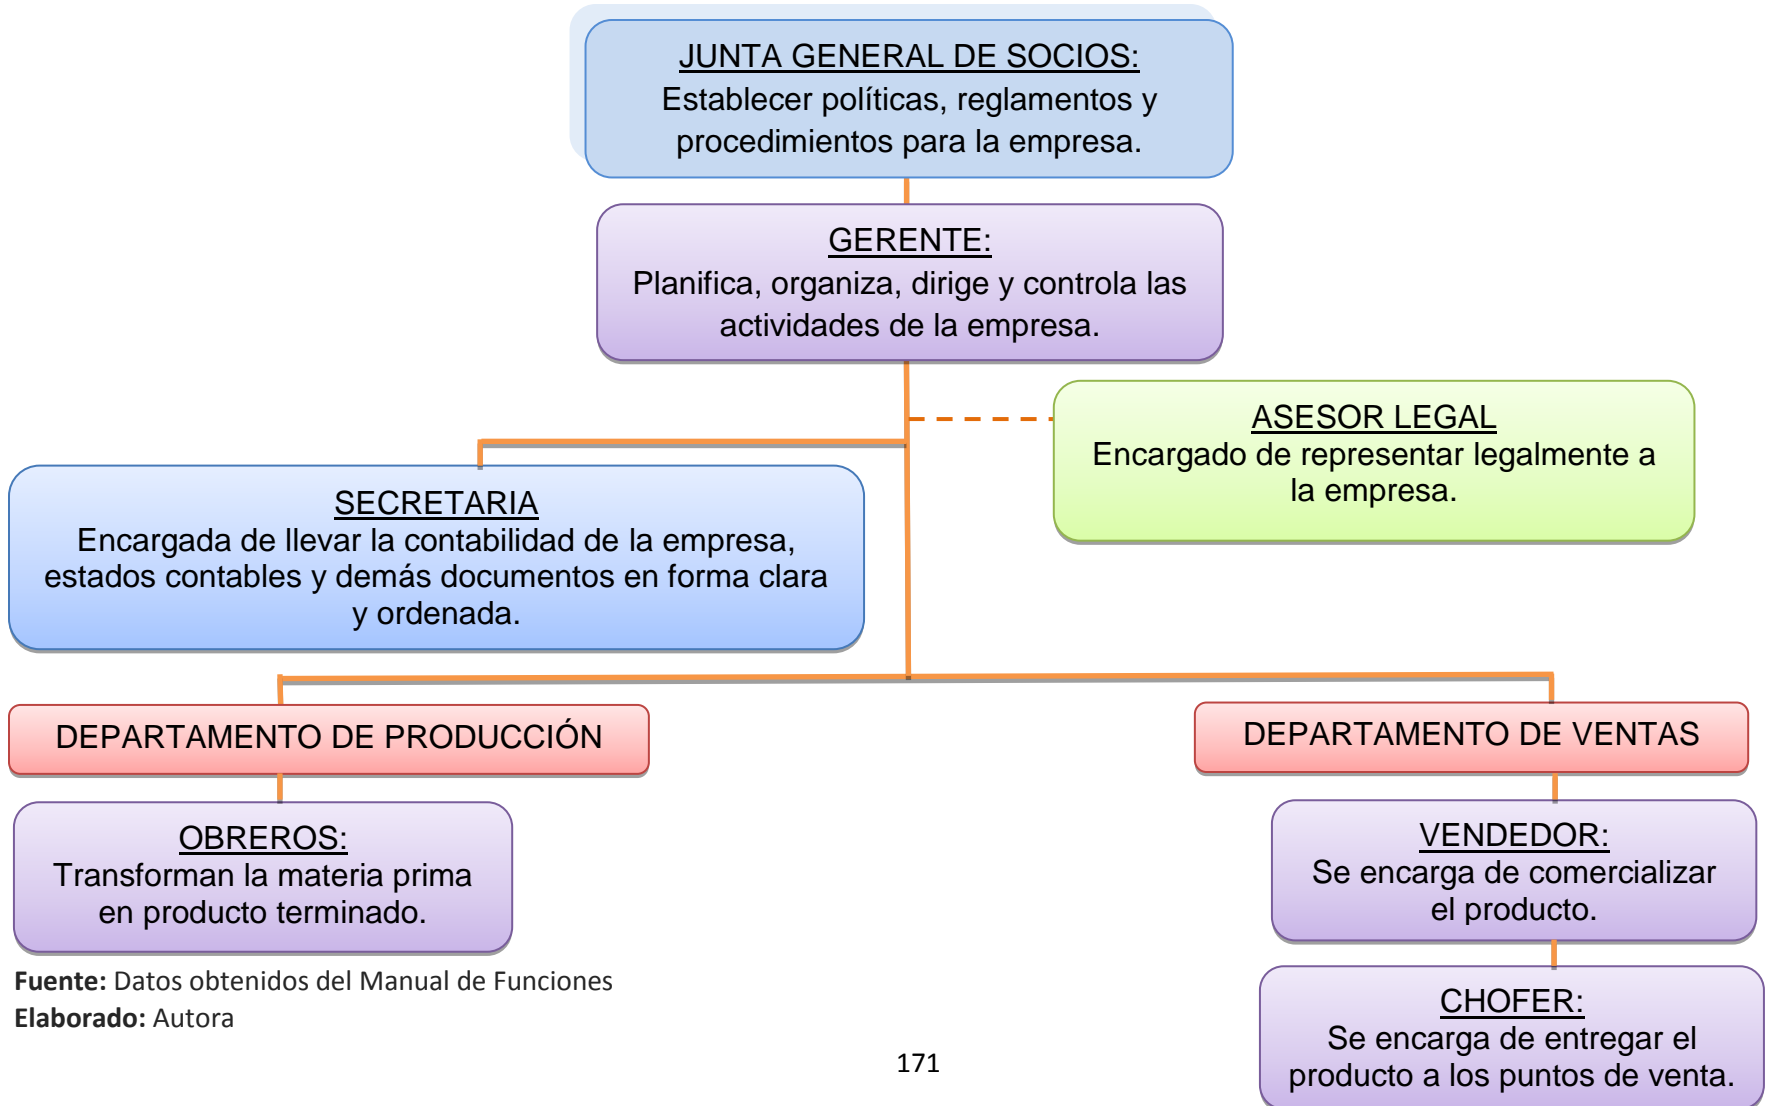 JUNTA GENERAL DE SOCIOS:
Establecer políticas, reglamentos y
procedimientos para la empresa.
GERENTE:
Planifica, organiza, dirige y controla las
actividades de la empresa.
ASESOR LEGAL
Encargado de representar legalmente a
la empresa.
SECRETARIA
Encargada de llevar la contabilidad de la empresa,
estados contables y demás documentos en forma clara
y ordenada.
DEPARTAMENTO DE PRODUCCIÓN
DEPARTAMENTO DE VENTAS
OBREROS:
Transforman la materia prima
en producto terminado.
VENDEDOR:
Se encarga de comercializar
el producto.
CHOFER:
Se encarga de entregar el
producto a los puntos de venta.
Fuente: Datos obtenidos del Manual de Funciones
Elaborado: Autora
171